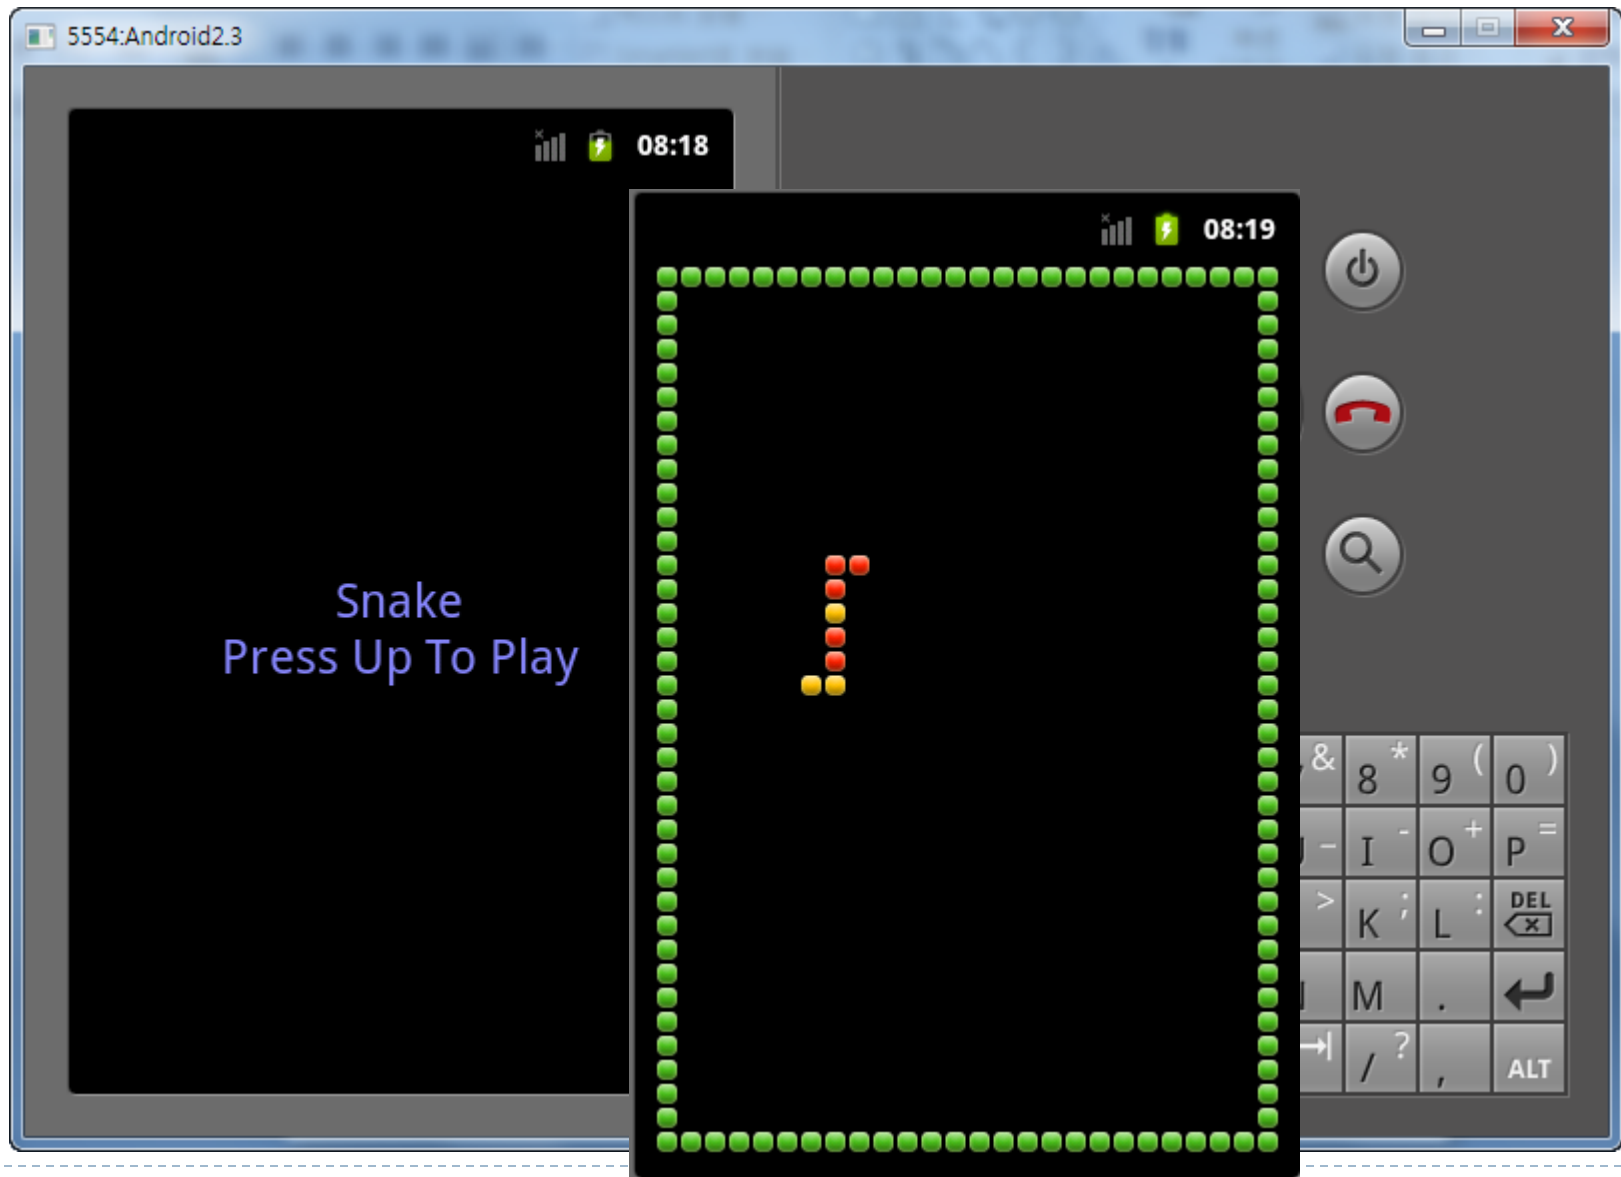 5554:Android2.3
08:18
08:19
Snake
Press Up To Play
&
8 *
9 (
0 )
_
I -
O +
P =
>
K ;
L :
DEL
M
.
/ ?
,
ALT